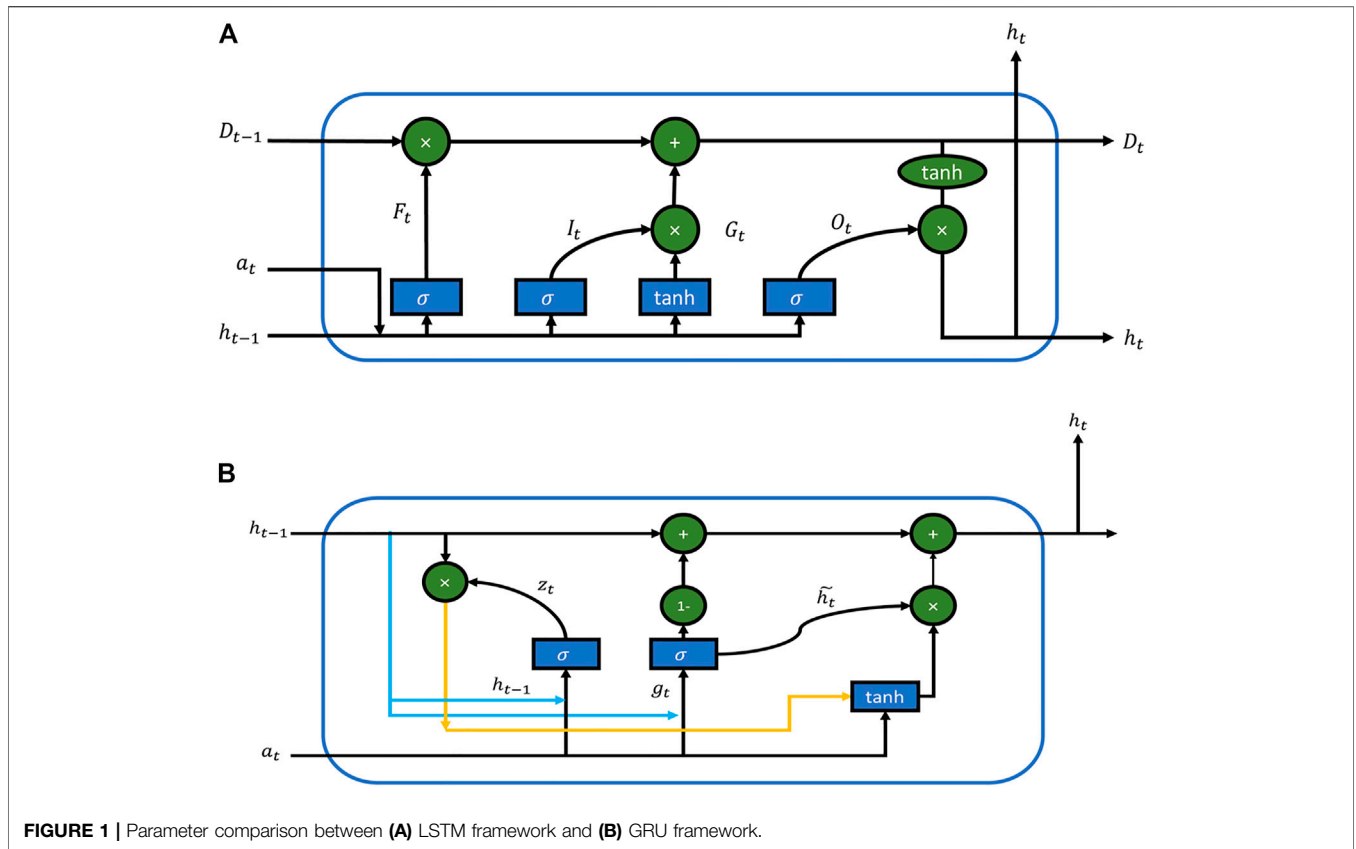 A
h_t
D_{t-1}
×
+
D_t
tanh
F_t
I_t
×
G_t
O_t
×
a_t
σ
σ
tanh
σ
h_{t-1}
h_t
h_t
B
h_{t-1}
+
+
×
z_t
1-
h̃_t
×
σ
σ
h_{t-1}
g_t
tanh
a_t
FIGURE 1 | Parameter comparison between (A) LSTM framework and (B) GRU framework.